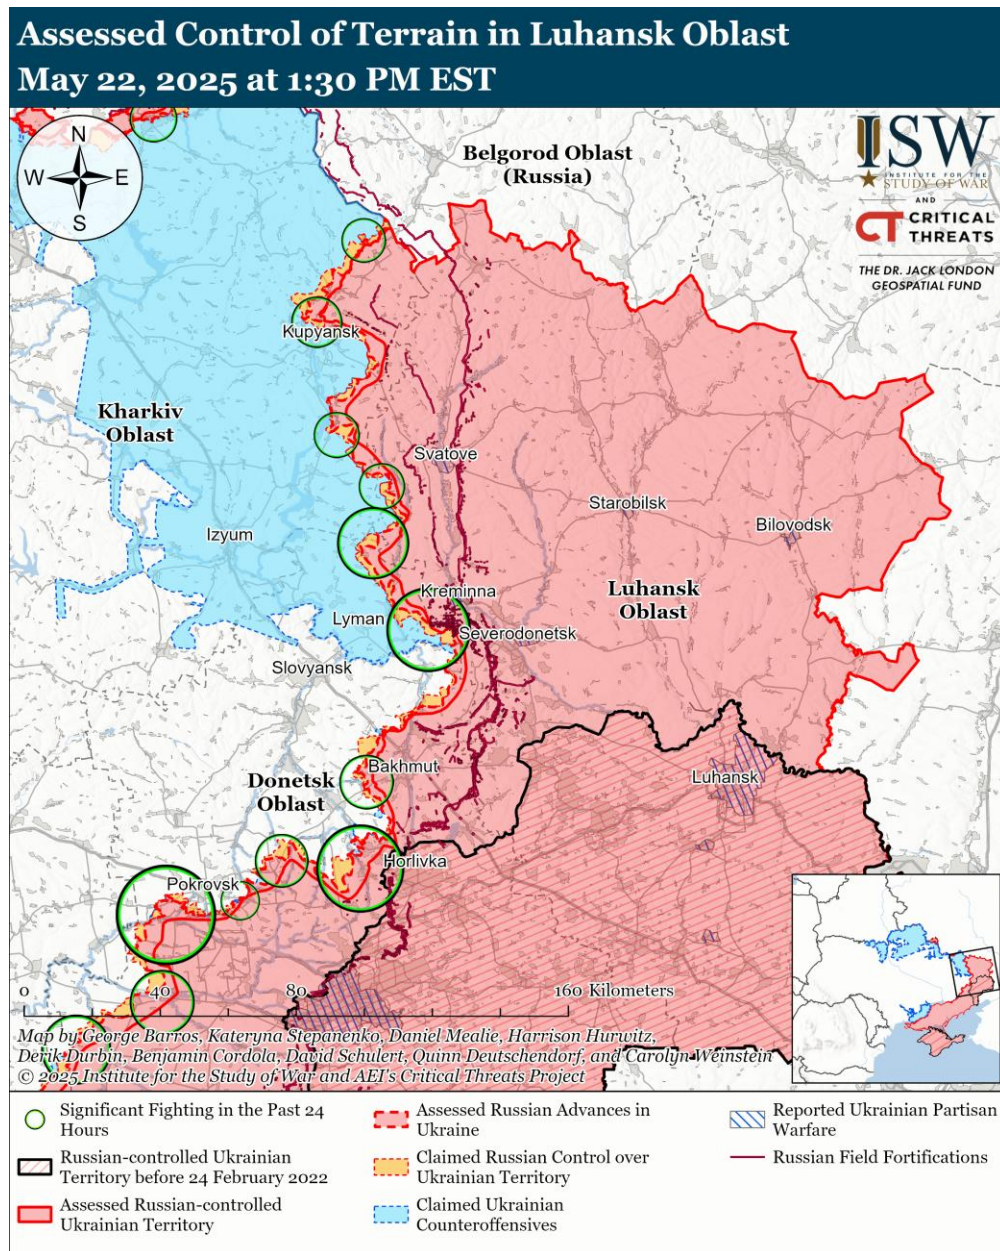 Assessed Control of Terrain in Luhansk Oblast
May 22, 2025 at 1:30 PM EST
N
W
E
S
Belgorod Oblast
(Russia)
ISW
INSTITUTE FOR THE
STUDY OF WAR
AND
CT CRITICAL
THREATS
THE DR. JACK LONDON
GEOSPATIAL FUND
Kupyansk
Kharkiv
Oblast
Svatove
Starobilsk
Bilovodsk
Izyum
Kreminna
Luhansk
Oblast
Lyman
Severodonetsk
Slovyansk
Bakhmut
Donetsk
Oblast
Luhansk
Horlivka
Pokrovsk
0
40
80
160 Kilometers
Map by George Barros, Kateryna Stepanenko, Daniel Mealie, Harrison Hurwitz,
Derik Durbin, Benjamin Cordola, David Schulert, Quinn Deutschendorf, and Carolyn Weinstein
© 2025 Institute for the Study of War and AEI's Critical Threats Project
Significant Fighting in the Past 24
Hours
Russian-controlled Ukrainian
Territory before 24 February 2022
Assessed Russian-controlled
Ukrainian Territory
Assessed Russian Advances in
Ukraine
Claimed Russian Control over
Ukrainian Territory
Claimed Ukrainian
Counteroffensives
Reported Ukrainian Partisan
Warfare
Russian Field Fortifications